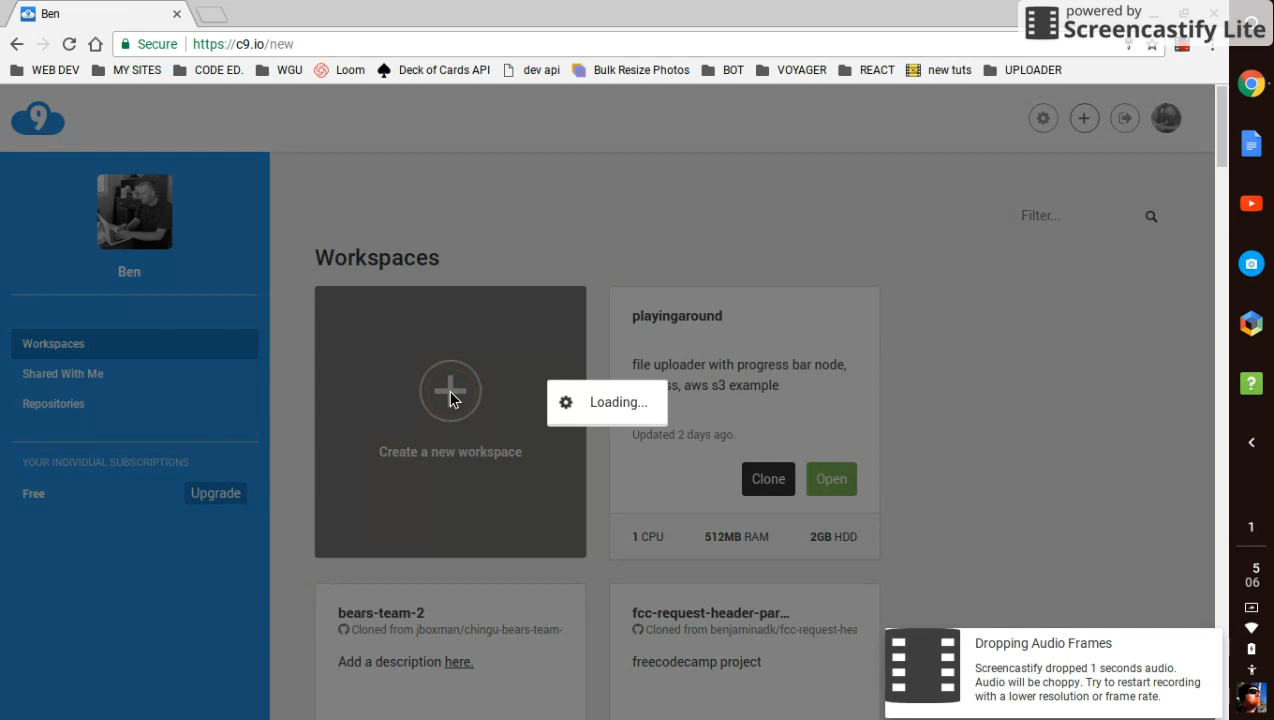 Ben
powered by
Screencastify Lite
Secure https://c9.io/new
WEB DEV MY SITES CODE ED. WGU Loom Deck of Cards API dev api Bulk Resize Photos BOT VOYAGER REACT new tuts UPLOADER
9
Ben
Workspaces
Shared With Me
Repositories
YOUR INDIVIDUAL SUBSCRIPTIONS
Free Upgrade
Filter...
Workspaces
Create a new workspace
playingaround
file uploader with progress bar node,
ss, aws s3 example
Updated 2 days ago.
Clone Open
1 CPU 512MB RAM 2GB HDD
Loading...
bears-team-2
Cloned from jboxman/chingu-bears-team-
Add a description here.
fcc-request-header-par...
Cloned from benjaminadk/fcc-request-hea
freecodecamp project
Dropping Audio Frames
Screencastify dropped 1 seconds audio.
Audio will be choppy. Try to restart recording
with a lower resolution or frame rate.
1
5
06